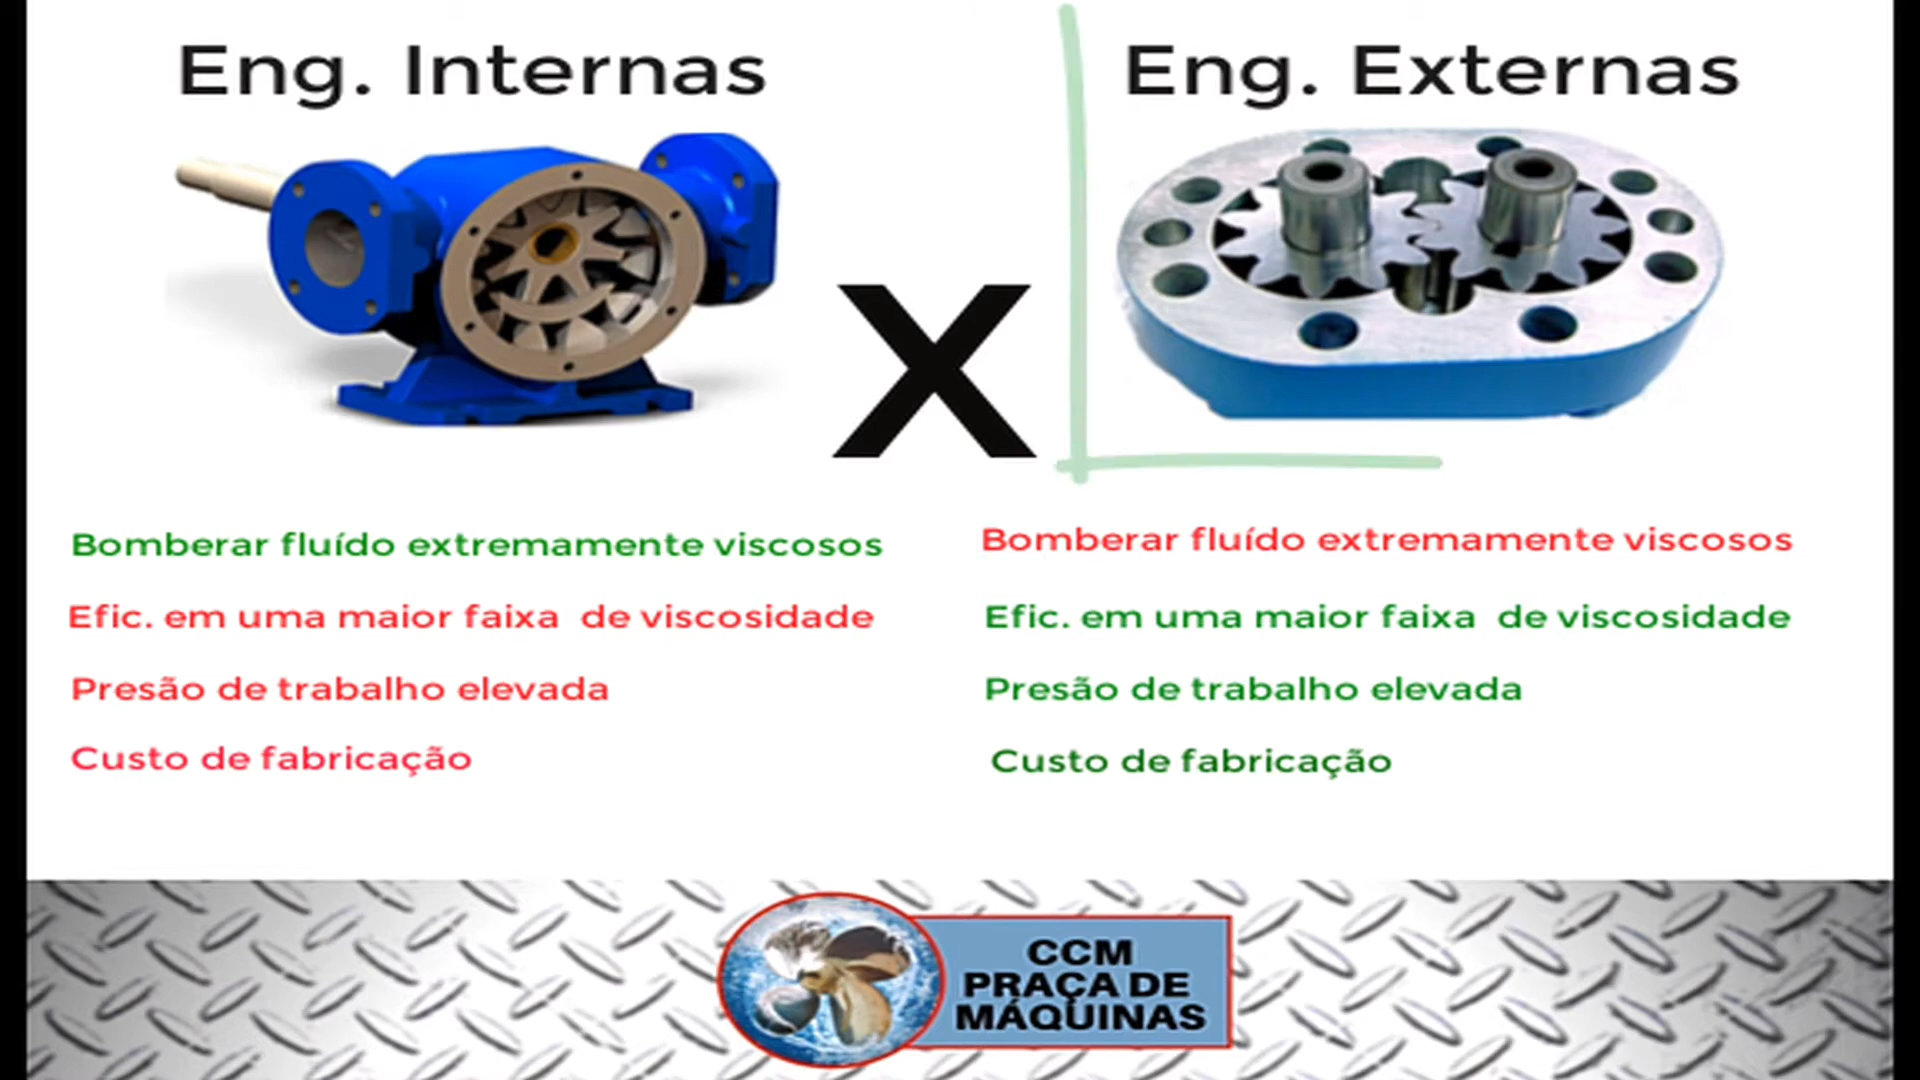 Eng. Internas
Eng. Externas
X
Bomberar fluído extremamente viscosos
Efic. em uma maior faixa de viscosidade
Presão de trabalho elevada
Custo de fabricação
Bomberar fluído extremamente viscosos
Efic. em uma maior faixa de viscosidade
Presão de trabalho elevada
Custo de fabricação
CCM
PRAÇA DE
MÁQUINAS